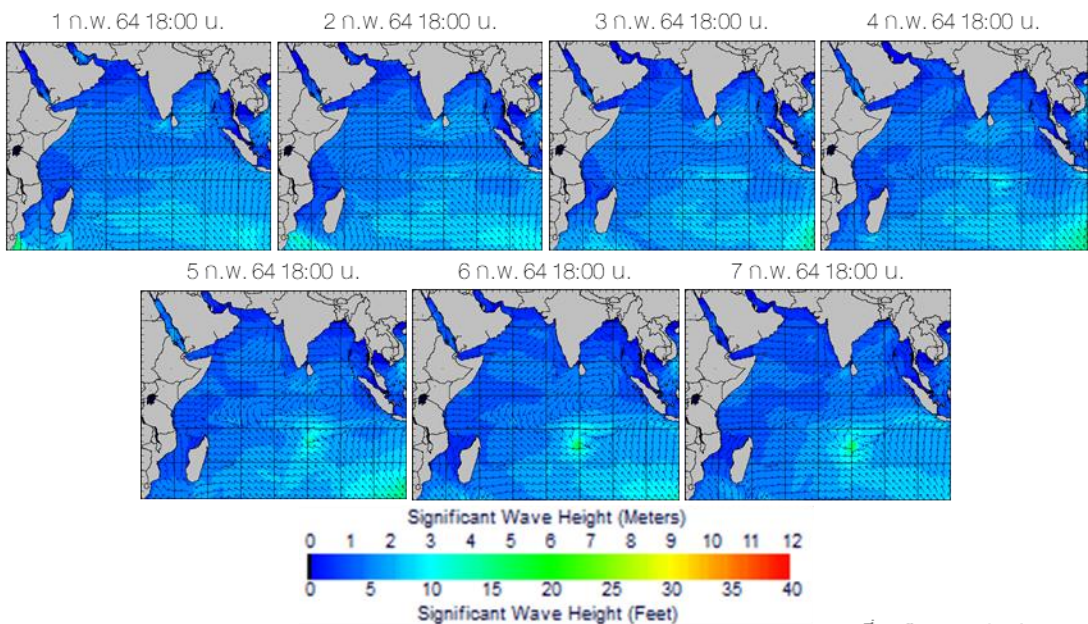 1 ก.พ. 64 18:00 น. 2 ก.พ. 64 18:00 น. 3 ก.พ. 64 18:00 น. 4 ก.พ. 64 18:00 น.
5 ก.พ. 64 18:00 น. 6 ก.พ. 64 18:00 น. 7 ก.พ. 64 18:00 น.
Significant Wave Height (Meters)
0 1 2 3 4 5 6 7 8 9 10 11 12
0 5 10 15 20 25 30 35 40
Significant Wave Height (Feet)